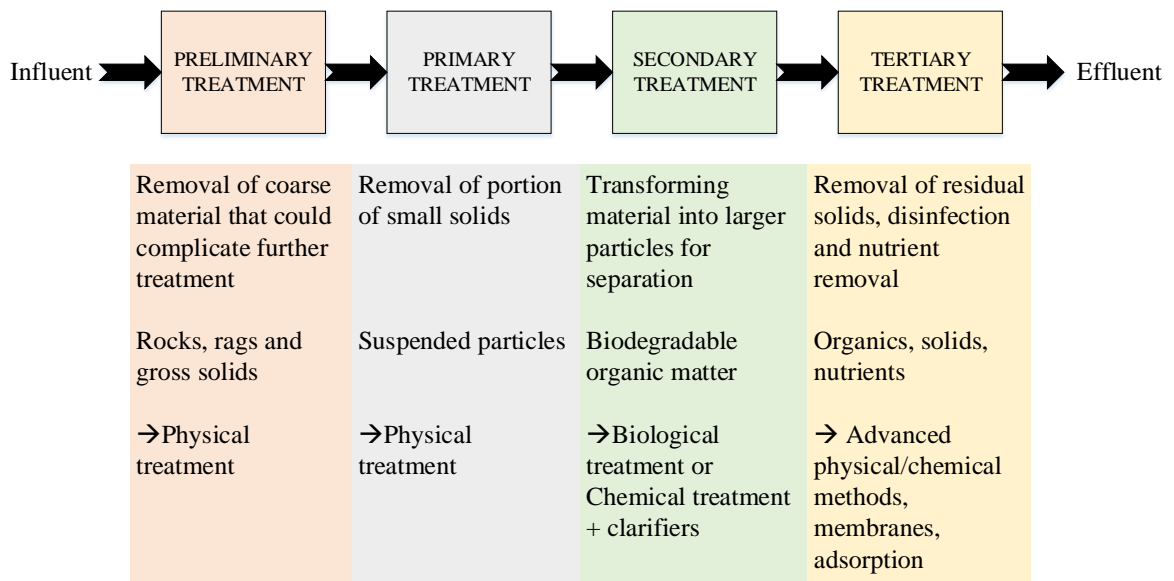 Influent
PRELIMINARY
TREATMENT
PRIMARY
TREATMENT
SECONDARY
TREATMENT
TERTIARY
TREATMENT
Effluent
Removal of coarse
material that could
complicate further
treatment
Rocks, rags and
gross solids
→Physical
treatment
Removal of portion
of small solids
Suspended particles
→Physical
treatment
Transforming
material into larger
particles for
separation
Biodegradable
organic matter
→Biological
treatment or
Chemical treatment
+ clarifiers
Removal of residual
solids, disinfection
and nutrient
removal
Organics, solids,
nutrients
→ Advanced
physical/chemical
methods,
membranes,
adsorption